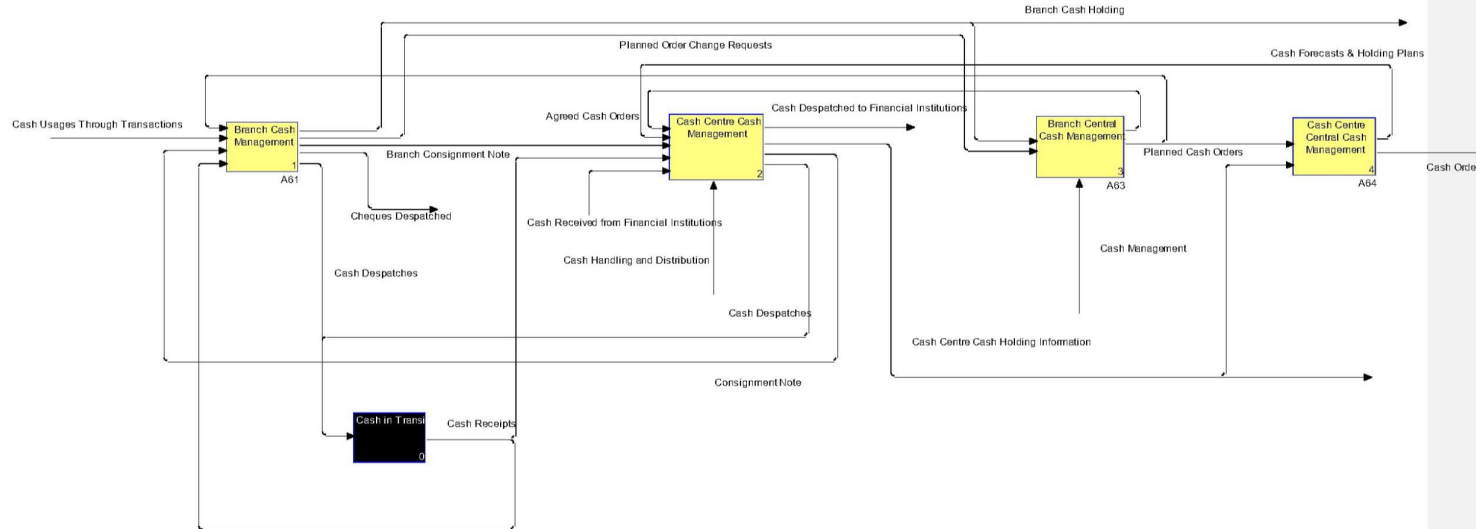 Branch Cash Holding
Planned Order Change Requests
Cash Forecasts & Holding Plans
Cash Usages Through Transactions
Branch Cash
Management
1
A61
Agreed Cash Orders
Cash Centre Cash
Management
2
Cash Despatched to Financial Institutions
Branch Central
Cash Management
3
A63
Planned Cash Orders
Cash Centre
Central Cash
Management
4
A64
Cash Orde
Branch Consignment Note
Cheques Despatched
Cash Received from Financial Institutions
Cash Handling and Distribution
Cash Management
Cash Despatches
Cash Despatches
Cash Centre Cash Holding Information
Consignment Note
Cash in Transi
0
Cash Receipts